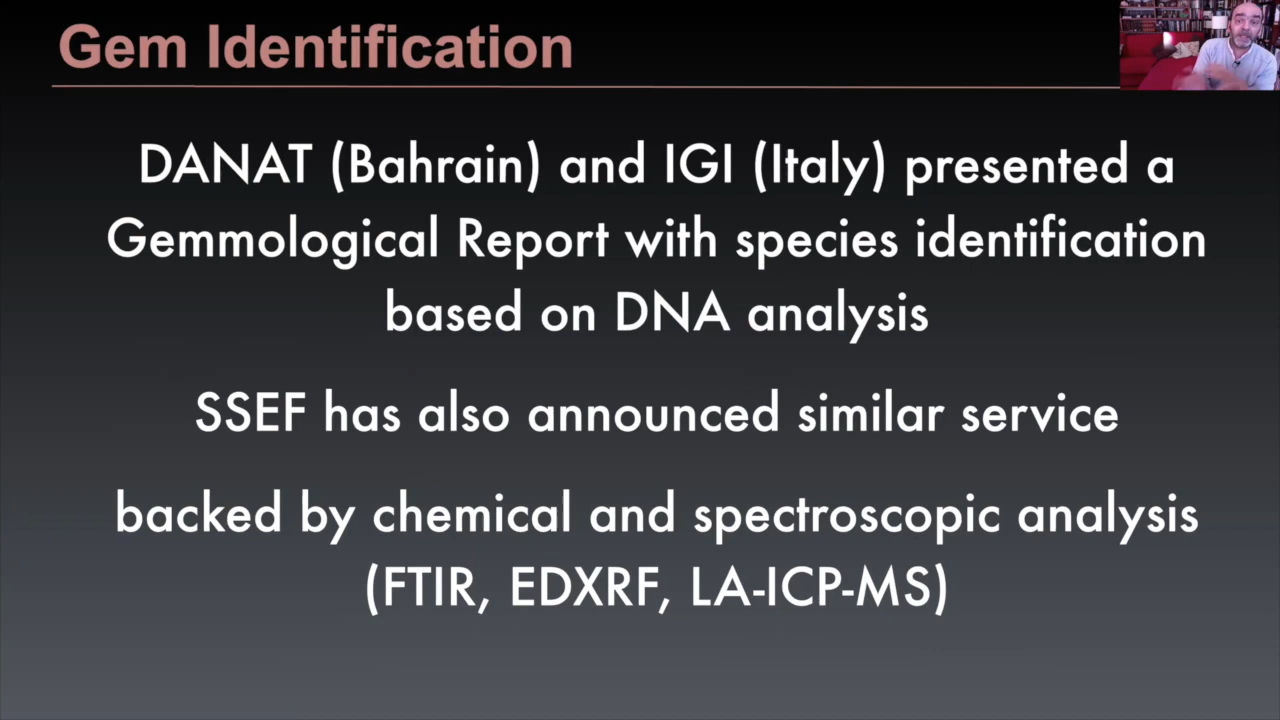 Gem Identification
DANAT (Bahrain) and IGI (Italy) presented a
Gemmological Report with species identification
based on DNA analysis
SSEF has also announced similar service
backed by chemical and spectroscopic analysis
(FTIR, EDXRF, LA-ICP-MS)